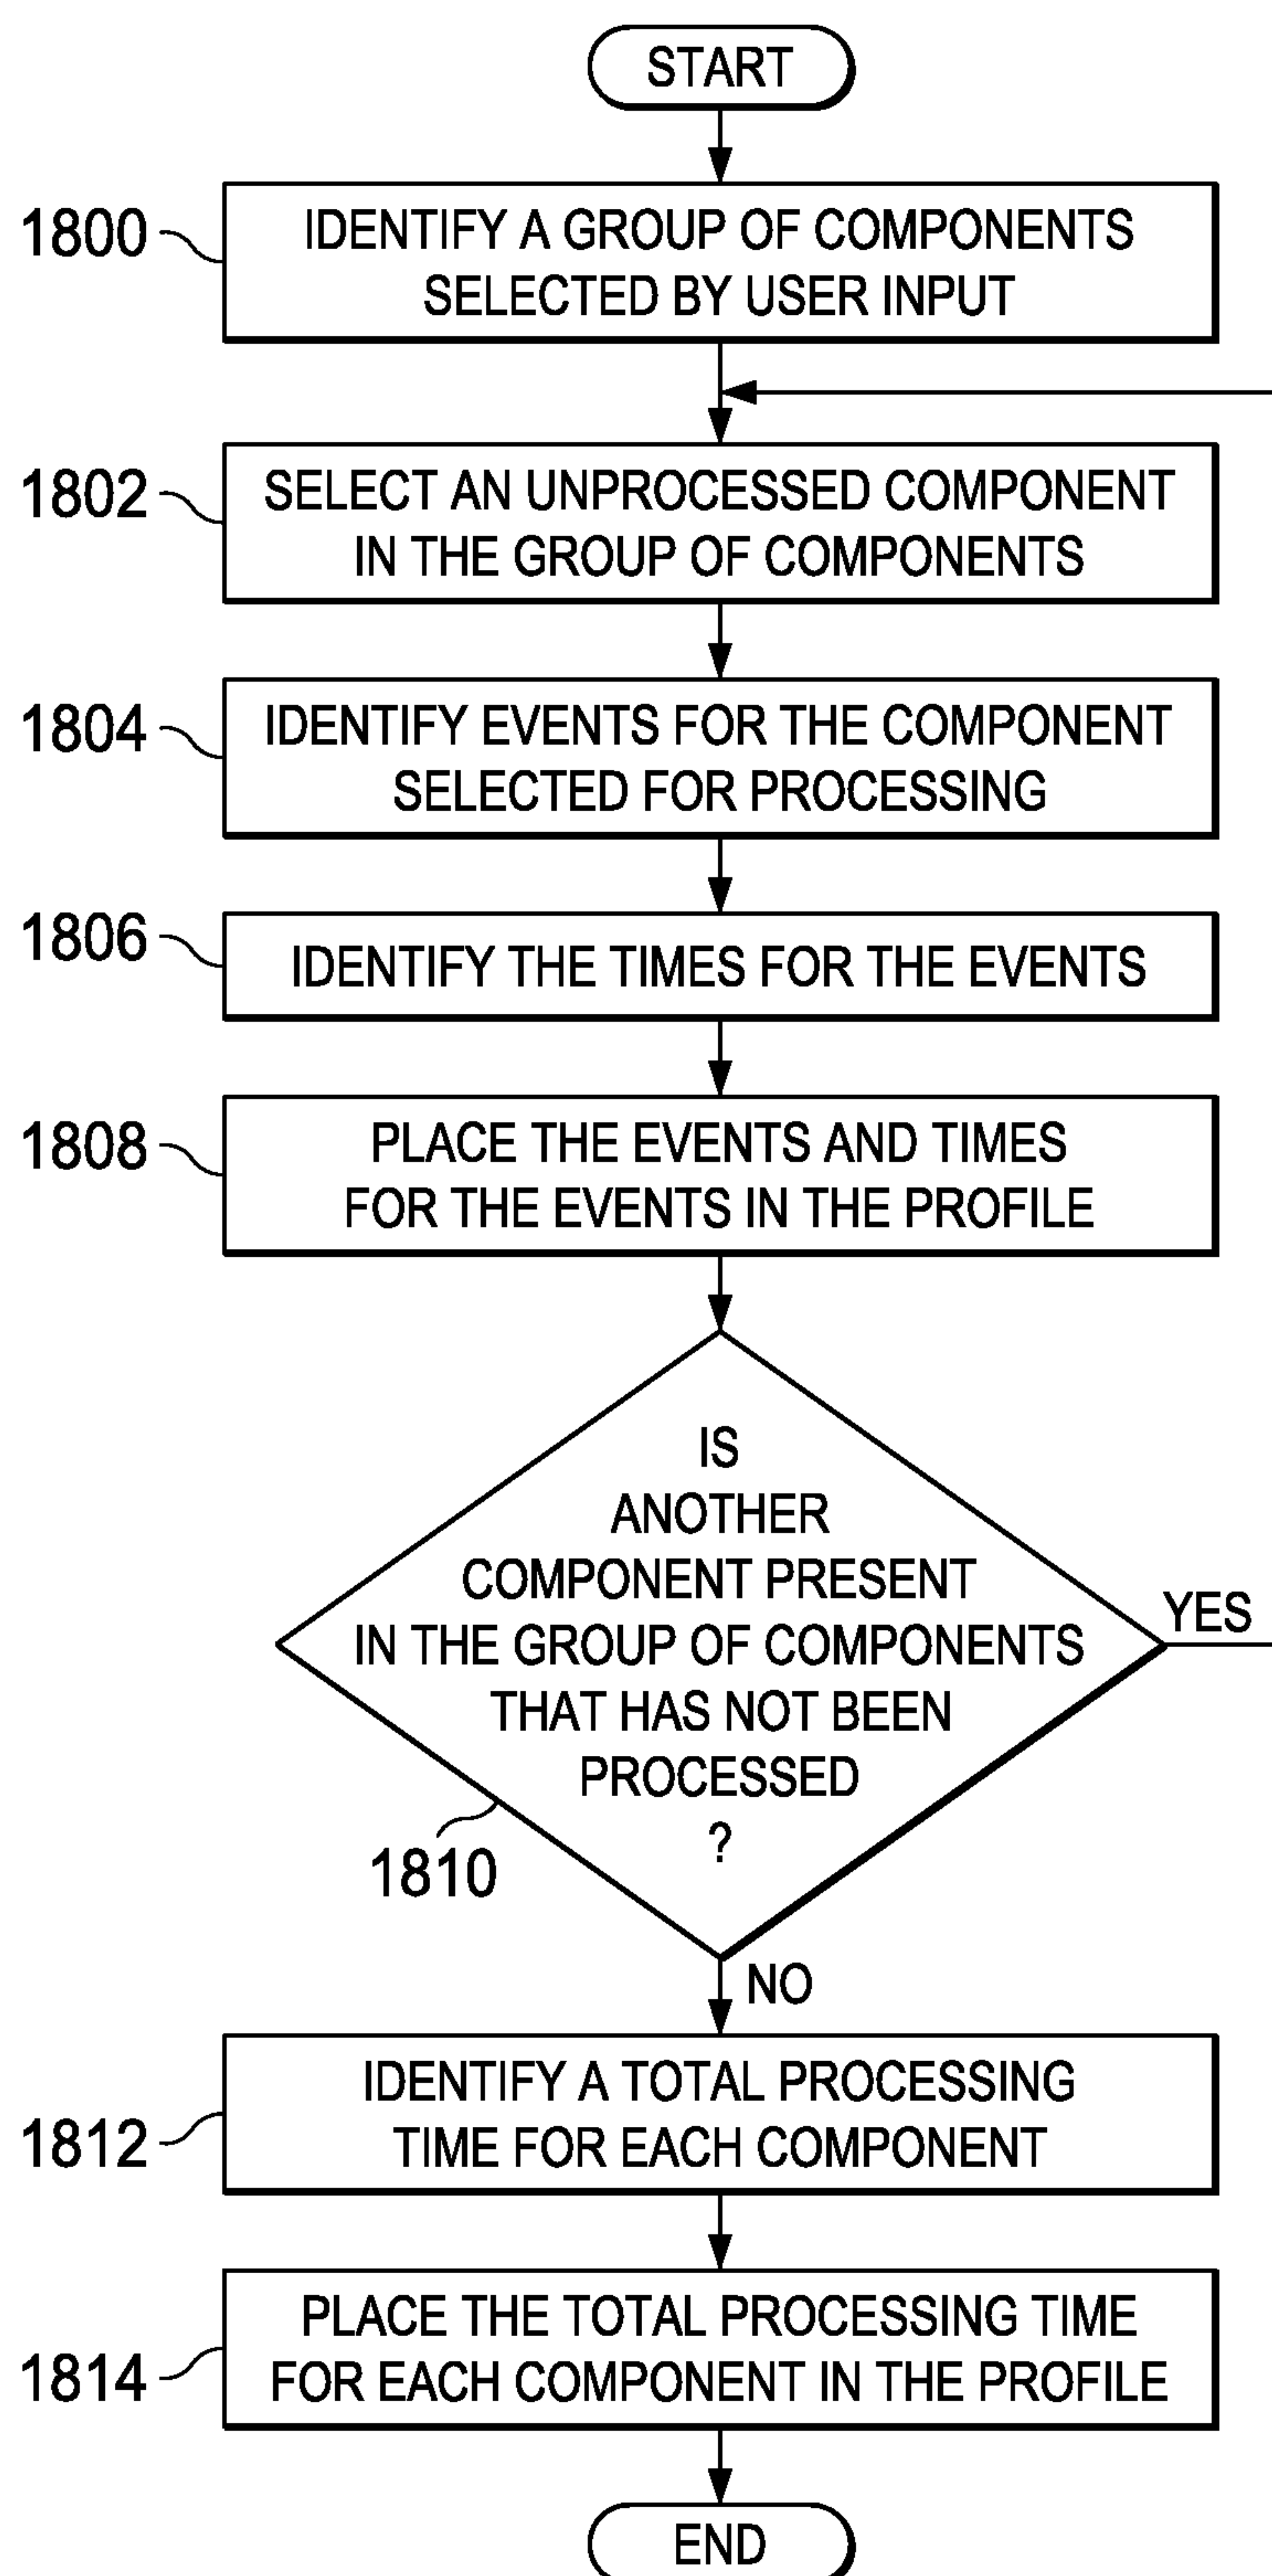 START
1800
IDENTIFY A GROUP OF COMPONENTS
SELECTED BY USER INPUT
1802
SELECT AN UNPROCESSED COMPONENT
IN THE GROUP OF COMPONENTS
1804
IDENTIFY EVENTS FOR THE COMPONENT
SELECTED FOR PROCESSING
1806
IDENTIFY THE TIMES FOR THE EVENTS
1808
PLACE THE EVENTS AND TIMES
FOR THE EVENTS IN THE PROFILE
IS
ANOTHER
COMPONENT PRESENT
IN THE GROUP OF COMPONENTS
THAT HAS NOT BEEN
PROCESSED
?
YES
1810
NO
1812
IDENTIFY A TOTAL PROCESSING
TIME FOR EACH COMPONENT
1814
PLACE THE TOTAL PROCESSING TIME
FOR EACH COMPONENT IN THE PROFILE
END